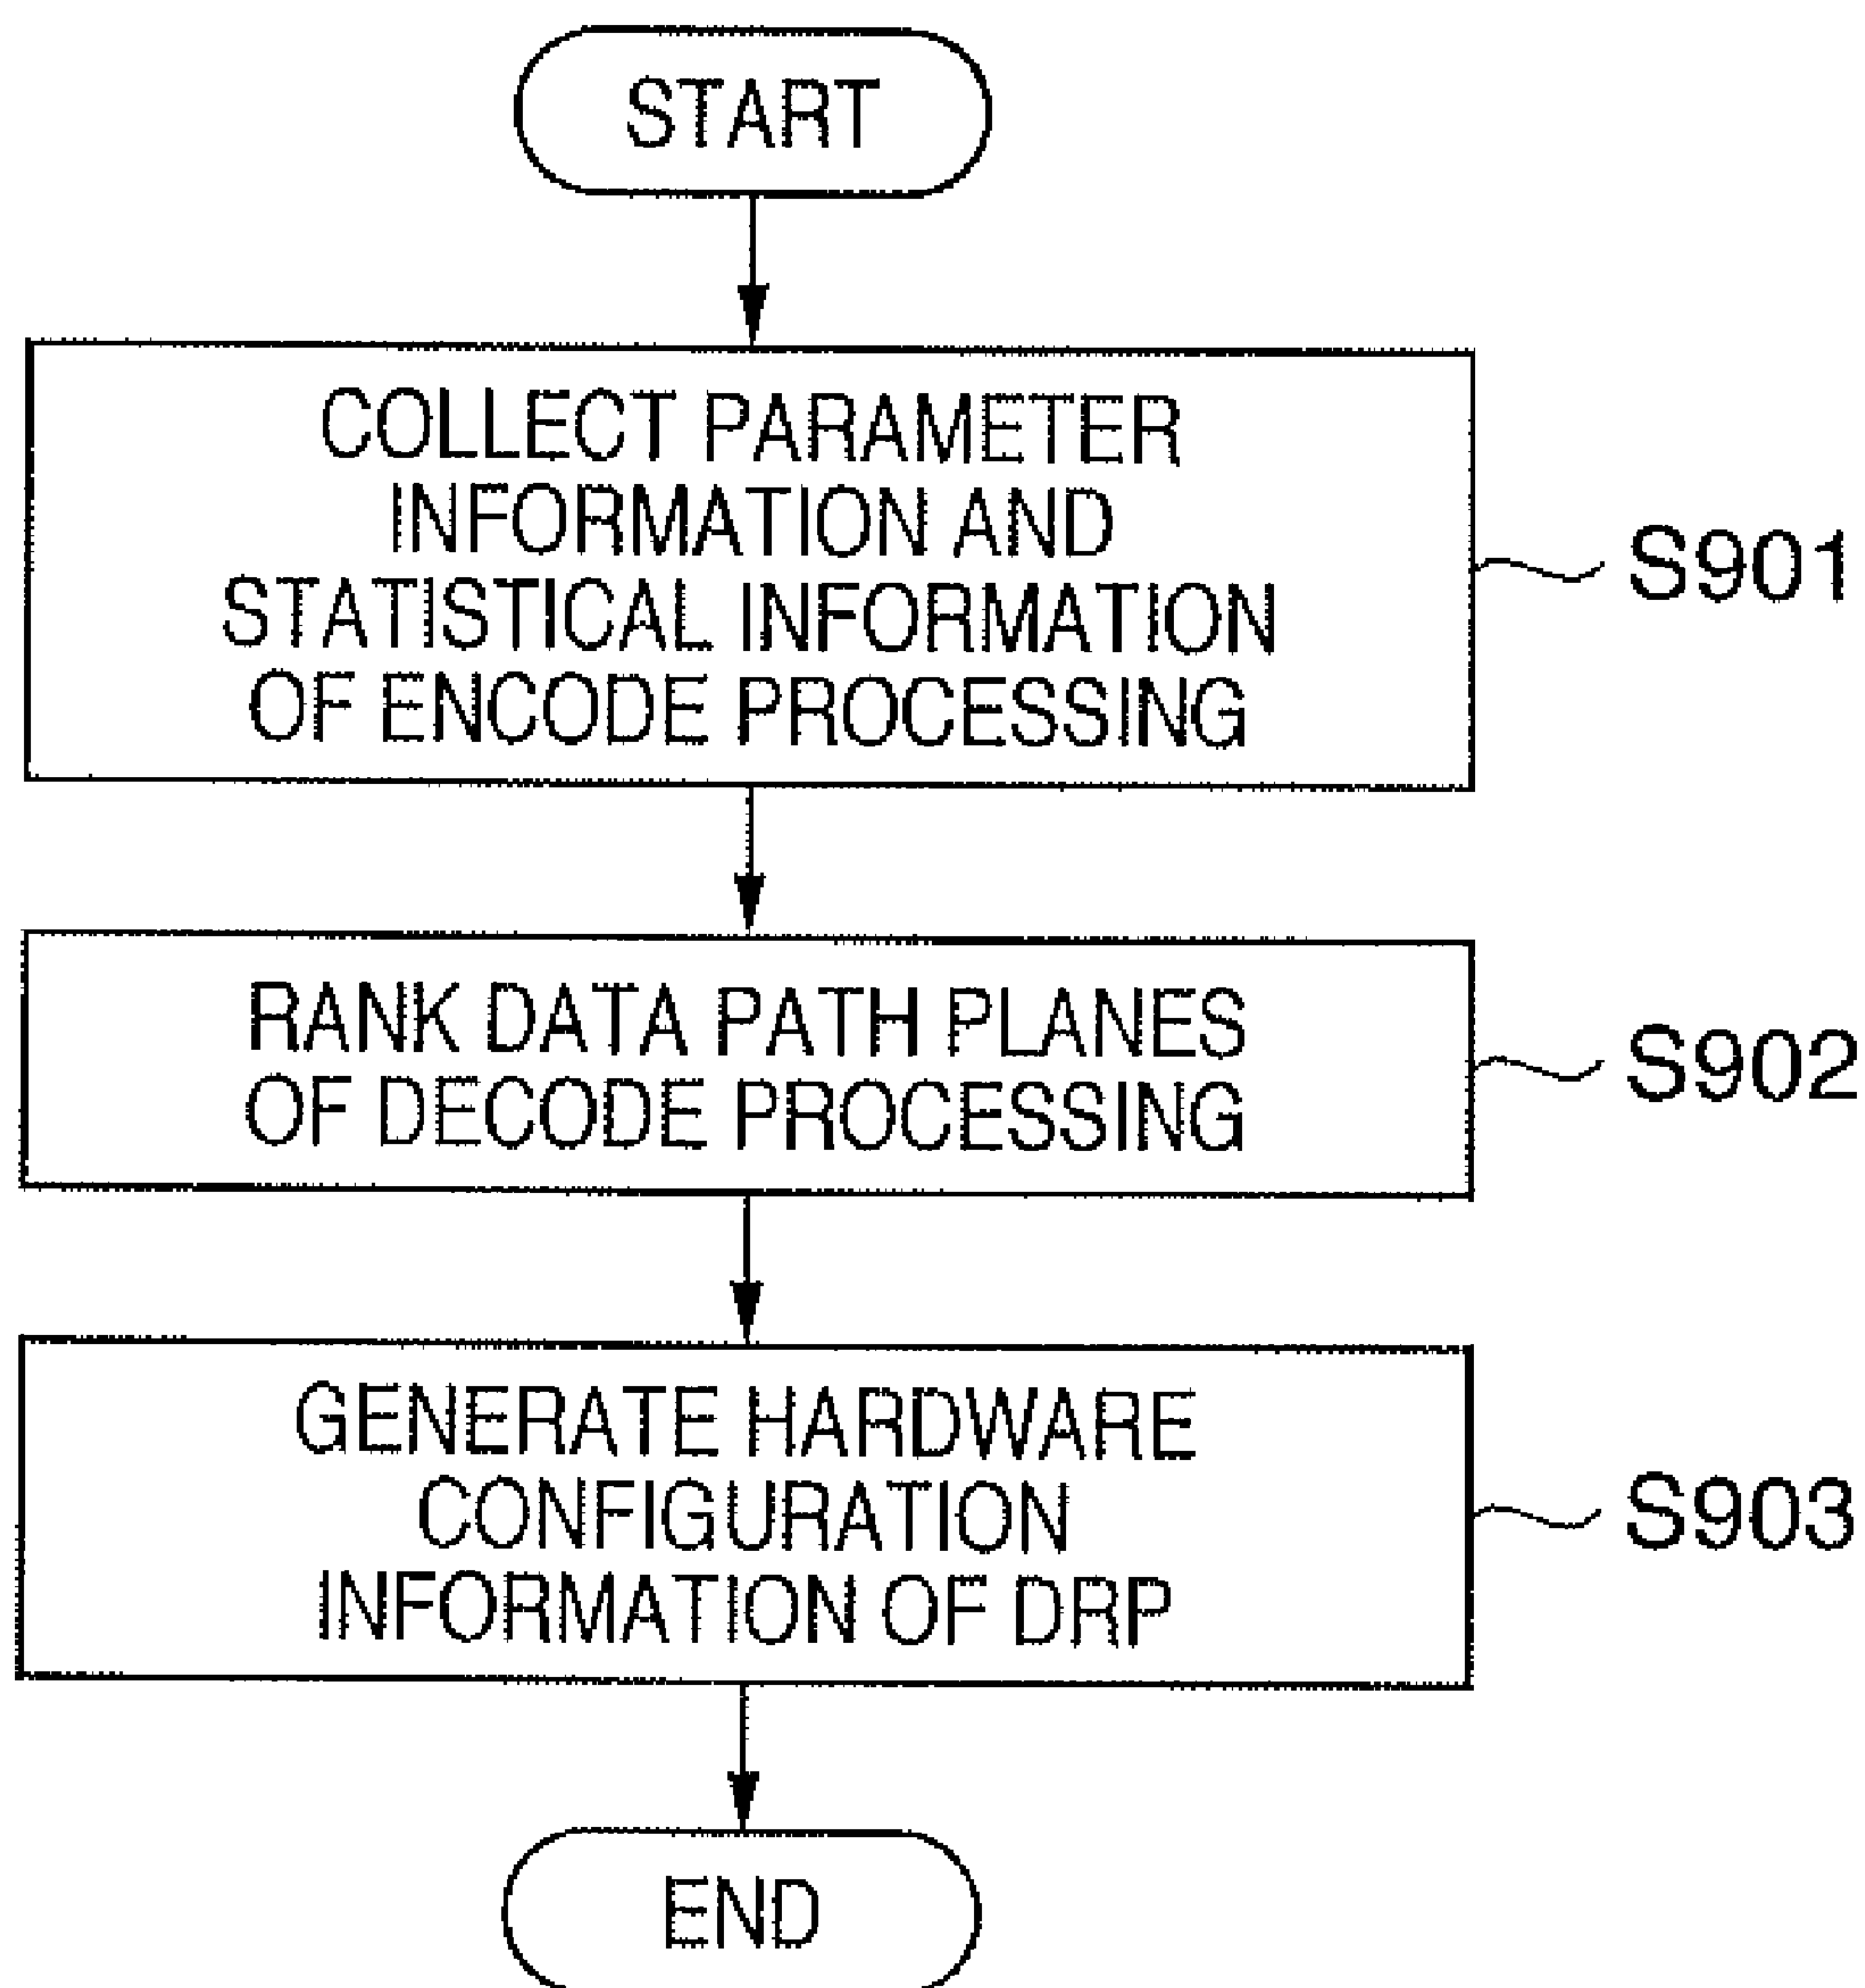 START
COLLECT PARAMETER
INFORMATION AND
STATISTICAL INFORMATION
OF ENCODE PROCESSING
S901
RANK DATA PATH PLANES
OF DECODE PROCESSING
S902
GENERATE HARDWARE
CONFIGURATION
INFORMATION OF DRP
S903
END